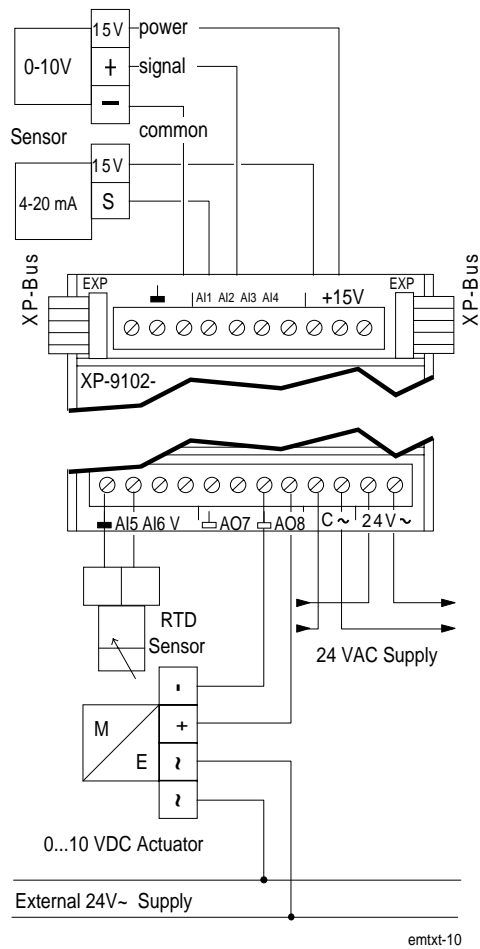 15V power
0-10V + signal
−
common
Sensor
15V
4-20 mA S
XP-Bus
EXP AI1 AI2 AI3 AI4 +15V EXP
XP-Bus
XP-9102-
AI5 AI6 V AO7 AO8 C~ 24V~
RTD
Sensor
24 VAC Supply
-
M +
E ~
~
0...10 VDC Actuator
External 24V~ Supply
emtxt-10